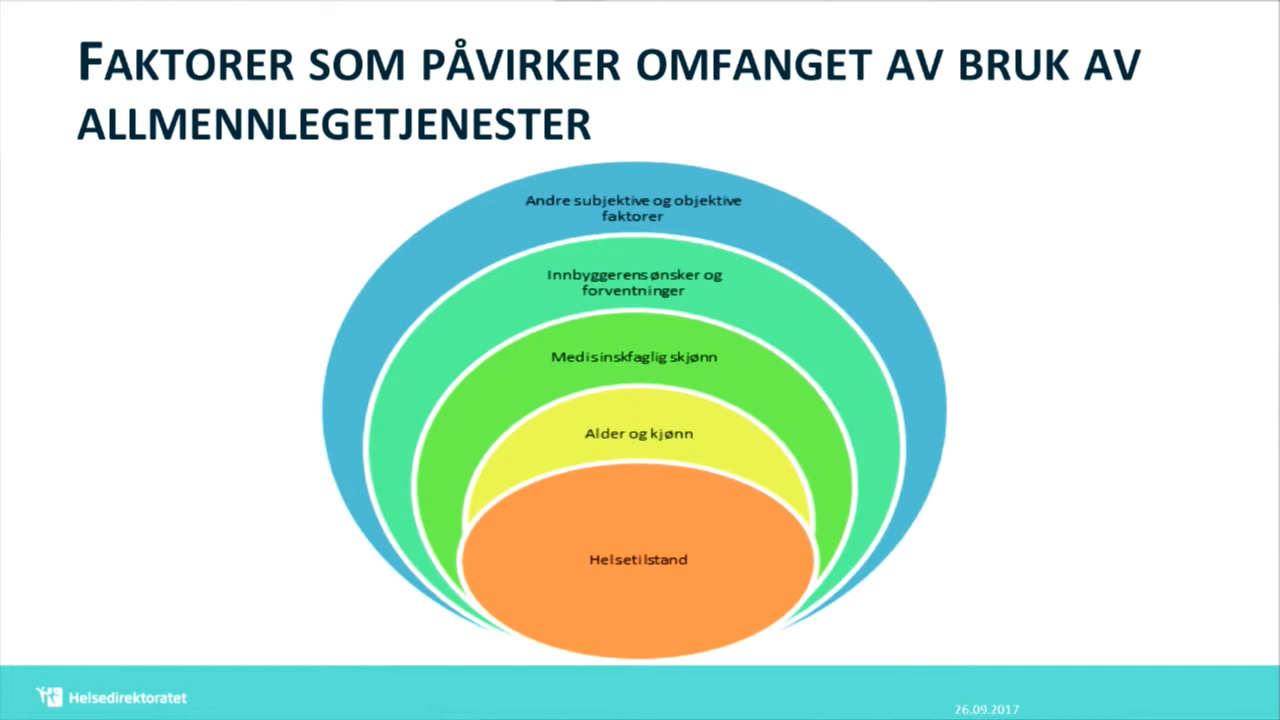 FAKTORER SOM PÅVIRKER OMFANGET AV BRUK AV
ALLMENNLEGETJENESTER
Andre subjektive og objektive
faktorer
Innbyggerens ønsker og
forventninger
Medisinskfaglig skjønn
Alder og kjønn
Helsetilstand
Helsedirektoratet
26.09.2017